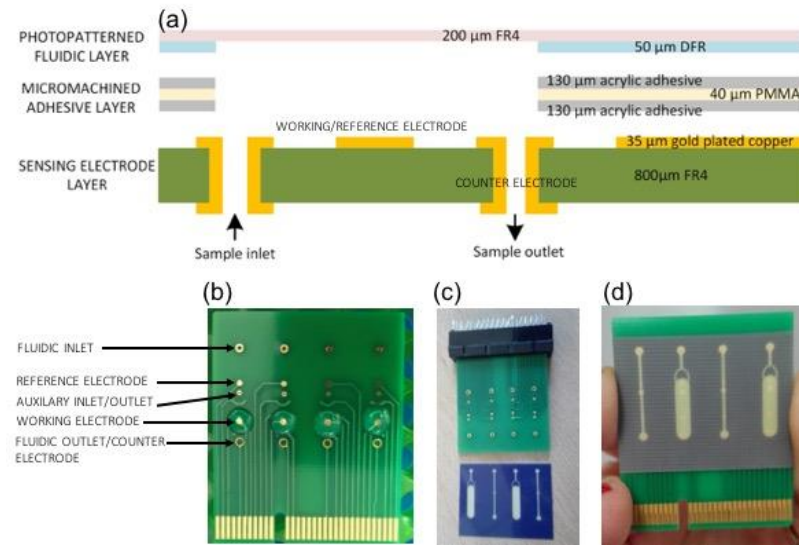 (a)
PHOTOPATTERNED
FLUIDIC LAYER
200 µm FR4
50 µm DFR
MICROMACHINED
ADHESIVE LAYER
130 µm acrylic adhesive
40 µm PMMA
130 µm acrylic adhesive
WORKING/REFERENCE ELECTRODE
35 µm gold plated copper
SENSING ELECTRODE
LAYER
COUNTER ELECTRODE
800µm FR4
Sample inlet
Sample outlet
(b)
(c)
(d)
FLUIDIC INLET
REFERENCE ELECTRODE
AUXILARY INLET/OUTLET
WORKING ELECTRODE
FLUIDIC OUTLET/COUNTER
ELECTRODE